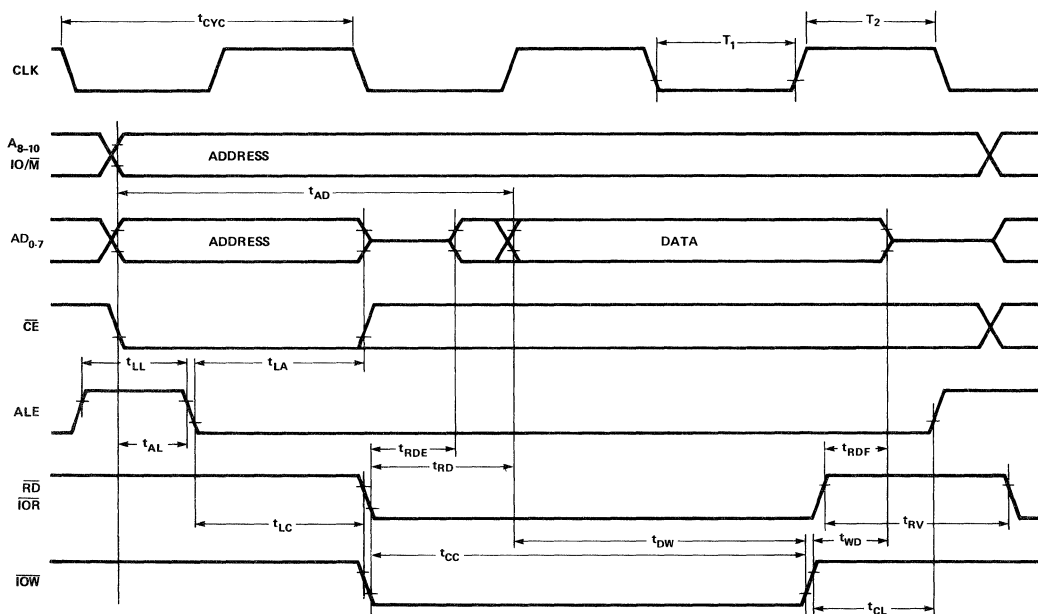 tCYC
T1
T2
CLK
A8–10
IO/M̅
ADDRESS
tAD
AD0-7
ADDRESS
DATA
C̅E̅
tLL
tLA
ALE
tAL
tRDE
tRD
tRDF
R̅D̅
I̅O̅R̅
tLC
tRV
tDW
tWD
tCC
I̅O̅W̅
tCL